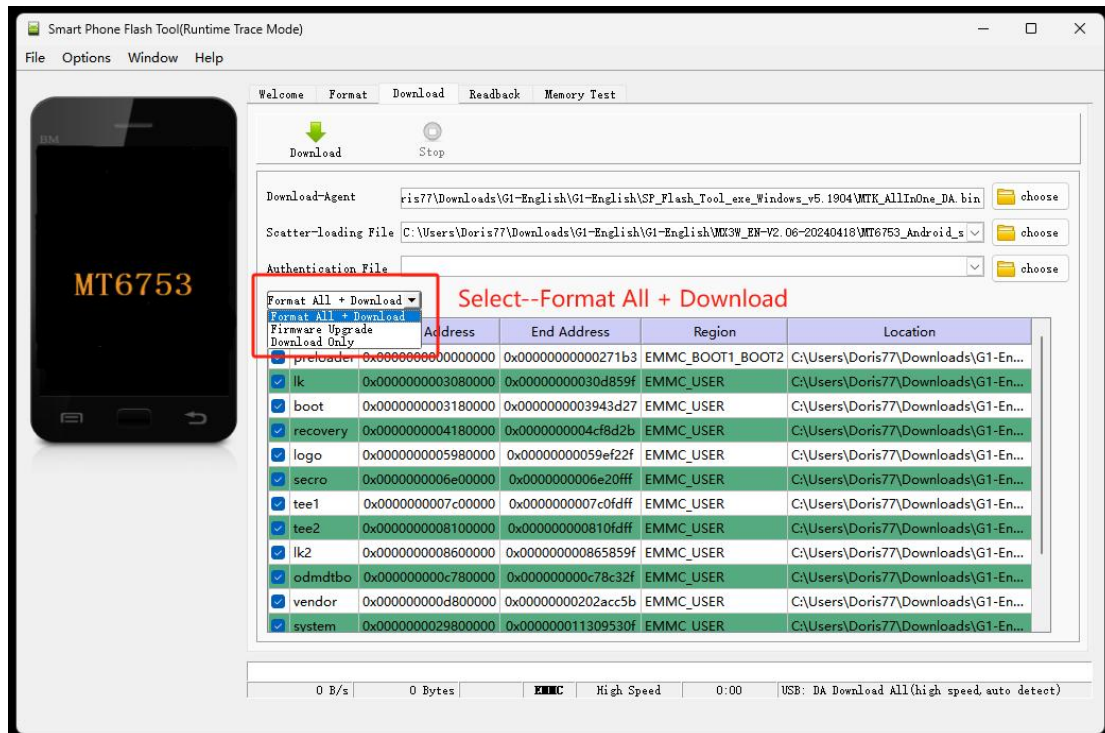 Smart Phone Flash Tool(Runtime Trace Mode)
File Options Window Help
BM
MT6753
Welcome Format Download Readback Memory Test
Download Stop
Download-Agent ris77\Downloads\G1-English\G1-English\SP_Flash_Tool_exe_Windows_v5.1904\MTK_AllInOne_DA.bin choose
Scatter-loading File C:\Users\Doris77\Downloads\G1-English\G1-English\MX3W_EN-V2.06-20240418\MT6753_Android_s choose
Authentication File choose
Format All + Download Select--Format All + Download
Format All + Download
Firmware Upgrade
Download Only
Address End Address Region Location
preloader 0x0000000000000000 0x00000000000271b3 EMMC_BOOT1_BOOT2 C:\Users\Doris77\Downloads\G1-En...
lk 0x0000000003080000 0x00000000030d859f EMMC_USER C:\Users\Doris77\Downloads\G1-En...
boot 0x0000000003180000 0x0000000003943d27 EMMC_USER C:\Users\Doris77\Downloads\G1-En...
recovery 0x0000000004180000 0x0000000004cf8d2b EMMC_USER C:\Users\Doris77\Downloads\G1-En...
logo 0x0000000005980000 0x00000000059ef22f EMMC_USER C:\Users\Doris77\Downloads\G1-En...
secro 0x0000000006e00000 0x0000000006e20fff EMMC_USER C:\Users\Doris77\Downloads\G1-En...
tee1 0x0000000007c00000 0x0000000007c0fdff EMMC_USER C:\Users\Doris77\Downloads\G1-En...
tee2 0x0000000008100000 0x000000000810fdff EMMC_USER C:\Users\Doris77\Downloads\G1-En...
lk2 0x0000000008600000 0x000000000865859f EMMC_USER C:\Users\Doris77\Downloads\G1-En...
odmdtbo 0x000000000c780000 0x000000000c78c32f EMMC_USER C:\Users\Doris77\Downloads\G1-En...
vendor 0x000000000d800000 0x00000000202acc5b EMMC_USER C:\Users\Doris77\Downloads\G1-En...
system 0x0000000029800000 0x000000011309530f EMMC_USER C:\Users\Doris77\Downloads\G1-En...
0 B/s 0 Bytes EMMC High Speed 0:00 USB: DA Download All(high speed,auto detect)